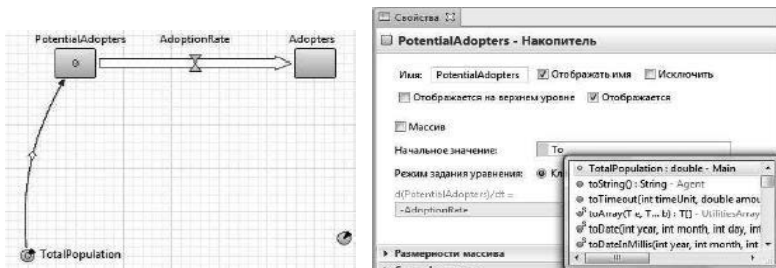 PotentialAdopters AdoptionRate Adopters
TotalPopulation
Свойства
PotentialAdopters - Накопитель
Имя: PotentialAdopters Отображать имя Исключить
Отображается на верхнем уровне Отображается
Массив
Начальное значение: To
Режим задания уравнения: Кл
d(PotentialAdopters)/dt =
-AdoptionRate
Размерности массива
TotalPopulation : double - Main
toString() : String - Agent
toTimeout(int timeUnit, double amou
toArray(T e, T... b) : T[] - UtilitiesArray
toDate(int year, int month, day, int
toDateInMillis(int year, int month, int